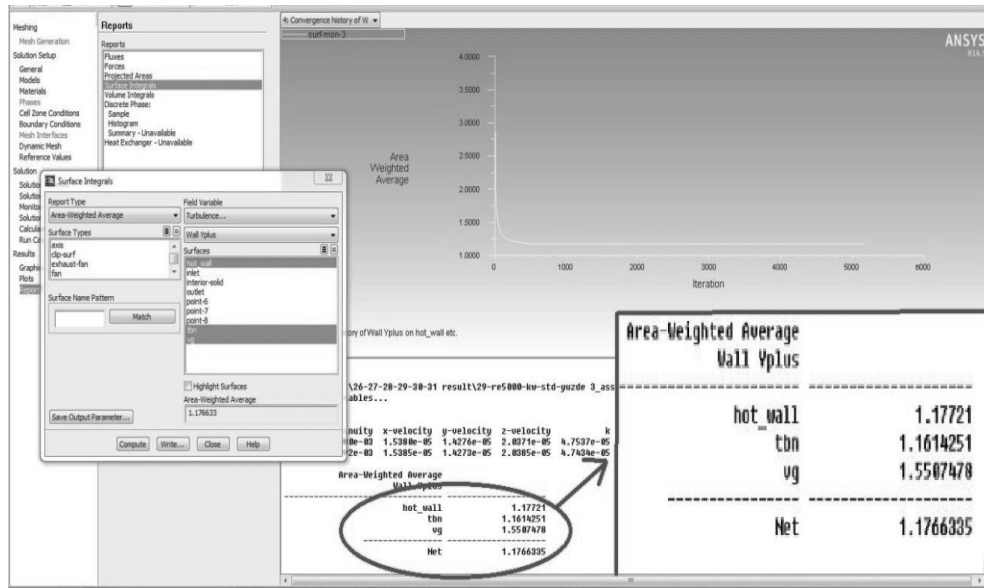 Meshing
Mesh Generation
Solution Setup
General
Models
Materials
Phases
Cell Zone Conditions
Boundary Conditions
Mesh Interfaces
Dynamic Mesh
Reference Values
Solution
Results
Plots
Reports
Reports
Fluxes
Forces
Projected Areas
Surface Integrals
Volume Integrals
Discrete Phase:
Sample
Histogram
Summary - Unavailable
Heat Exchanger - Unavailable
Surface Integrals
Report Type
Area-Weighted Average
Surface Types
axis
clip-surf
exhaust-fan
fan
Surface Name Pattern
Match
Save Output Parameter...
Field Variable
Turbulence...
Wall Yplus
Surfaces
hot_wall
inlet
interior-solid
outlet
point-6
point-7
point-8
tbn
vg
Highlight Surfaces
Area-Weighted Average
1.176633
Compute
Write...
Close
Help
4: Convergence history of W
surf-mon-3
ANSYS
4.0000
3.0000
2.5000
2.0000
1.5000
1.0000
Area
Weighted
Average
0 1000 2000 3000 4000 5000 6000
Iteration
ory of Wall Yplus on hot_wall etc.
\26-27-28-29-30-31 result\29-re5000-kw-std-yuzde 3_ass
ables...
nuity x-velocity y-velocity z-velocity k
0e-03 1.5380e-05 1.4276e-05 2.0371e-05 4.7537e-05
2e-03 1.5385e-05 1.4273e-05 2.0385e-05 4.7434e-05
Area-Weighted Average
Wall Yplus
hot_wall 1.17721
tbn 1.1614251
vg 1.5507478
Net 1.1766335
Area-Weighted Average
Wall Yplus
hot_wall 1.17721
tbn 1.1614251
vg 1.5507478
Net 1.1766335